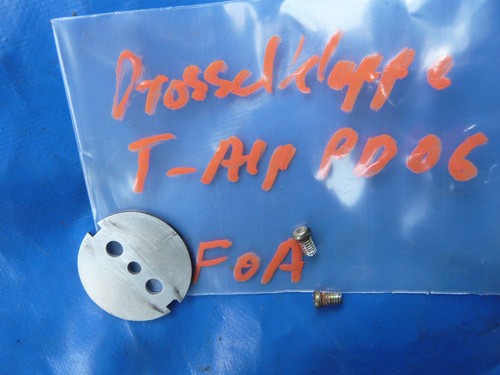 Drosselklappe
T-Alp PD06
FOA